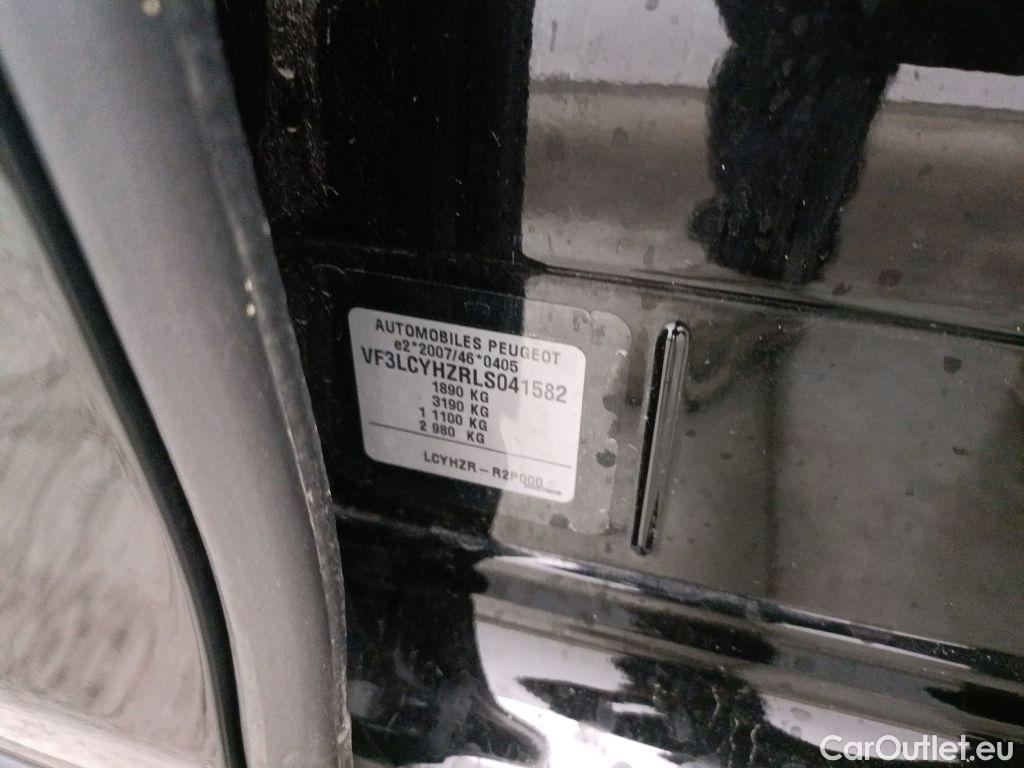 AUTOMOBILES PEUGEOT
e2*2007/46*0405
VF3LCYHZRLS041582
1890 KG
3190 KG
1 1100 KG
2 980 KG
LCYHZR-R2P000
CarOutlet.eu